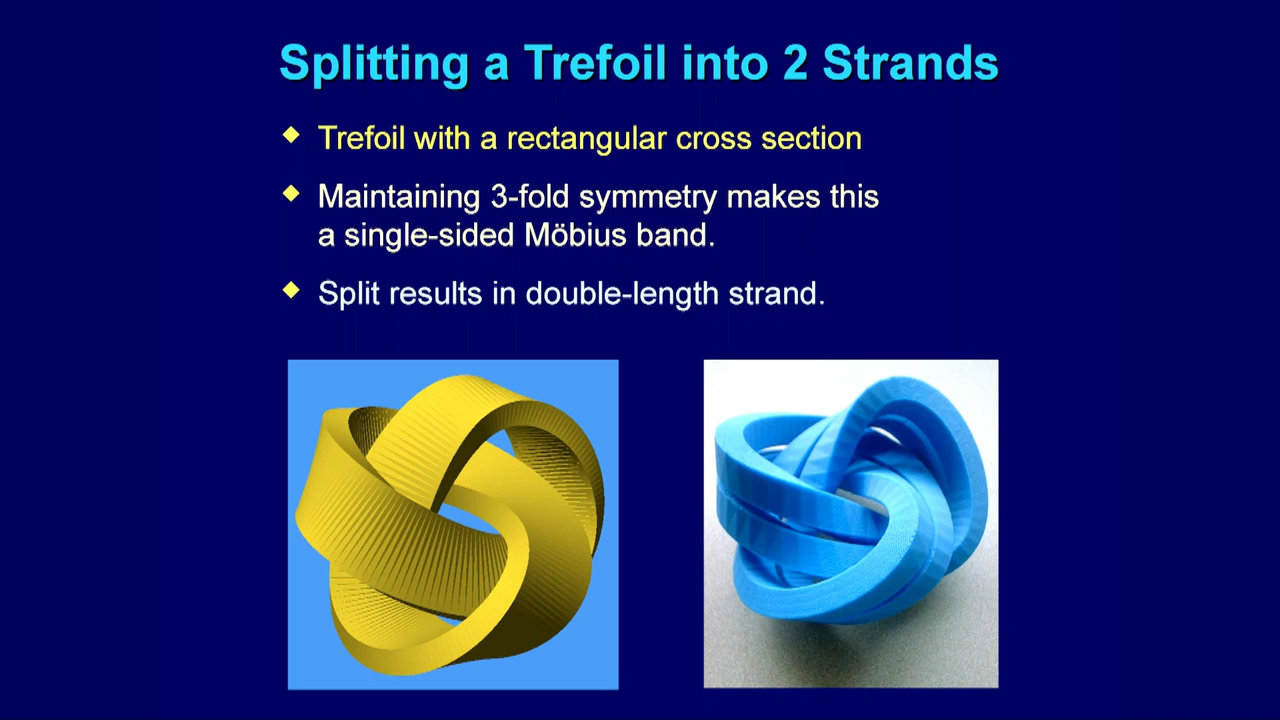 Splitting a Trefoil into 2 Strands
Trefoil with a rectangular cross section
Maintaining 3-fold symmetry makes this
a single-sided Möbius band.
Split results in double-length strand.